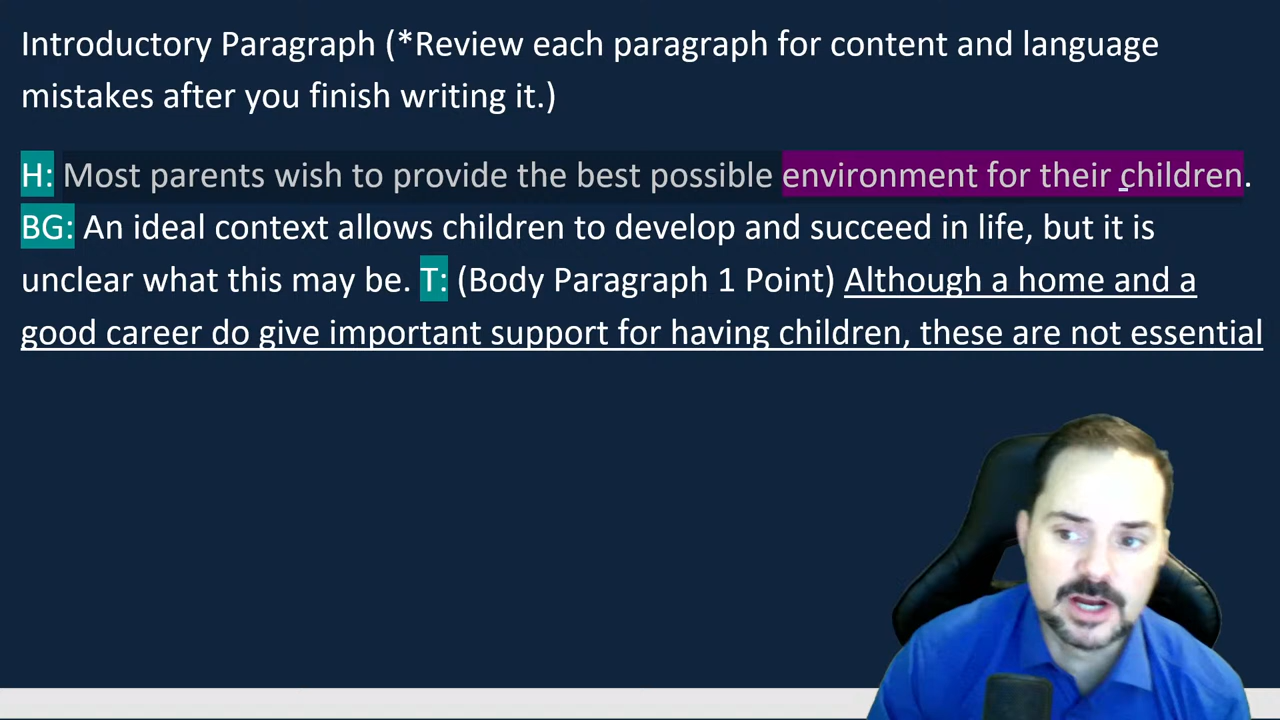 Introductory Paragraph (*Review each paragraph for content and language
mistakes after you finish writing it.)
H: Most parents wish to provide the best possible environment for their children.
BG: An ideal context allows children to develop and succeed in life, but it is
unclear what this may be. T: (Body Paragraph 1 Point) Although a home and a
good career do give important support for having children, these are not essential